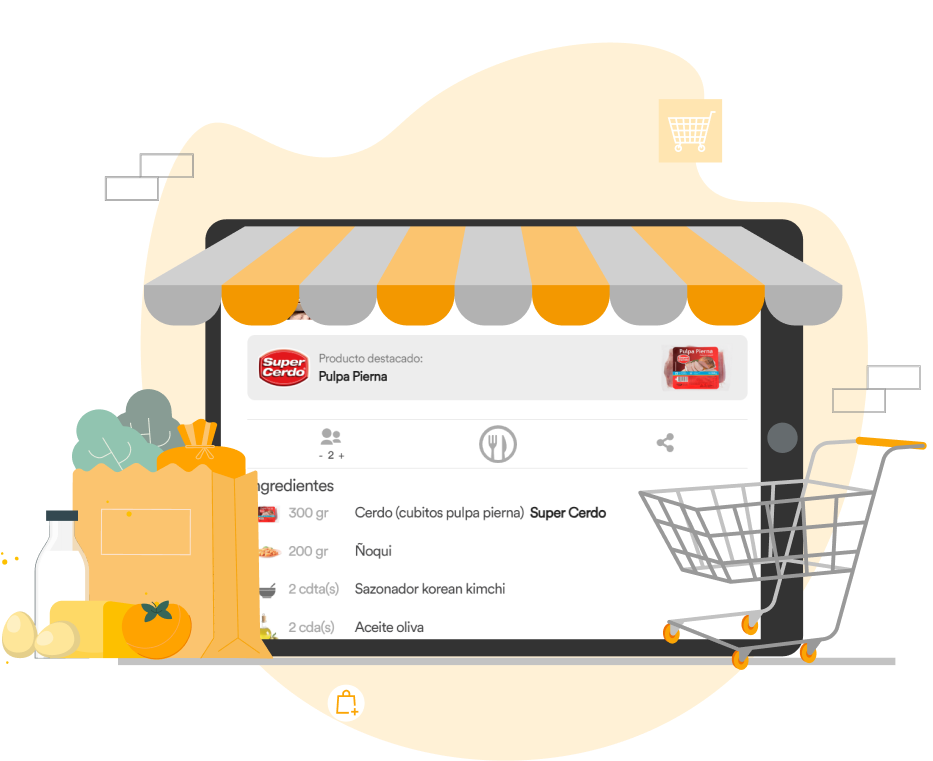 Super
Cerdo
Producto destacado:
Pulpa Pierna
Pulpa Pierna
- 2 +
ngredientes
300 gr Cerdo (cubitos pulpa pierna) Super Cerdo
200 gr Ñoqui
2 cdta(s) Sazonador korean kimchi
2 cda(s) Aceite oliva